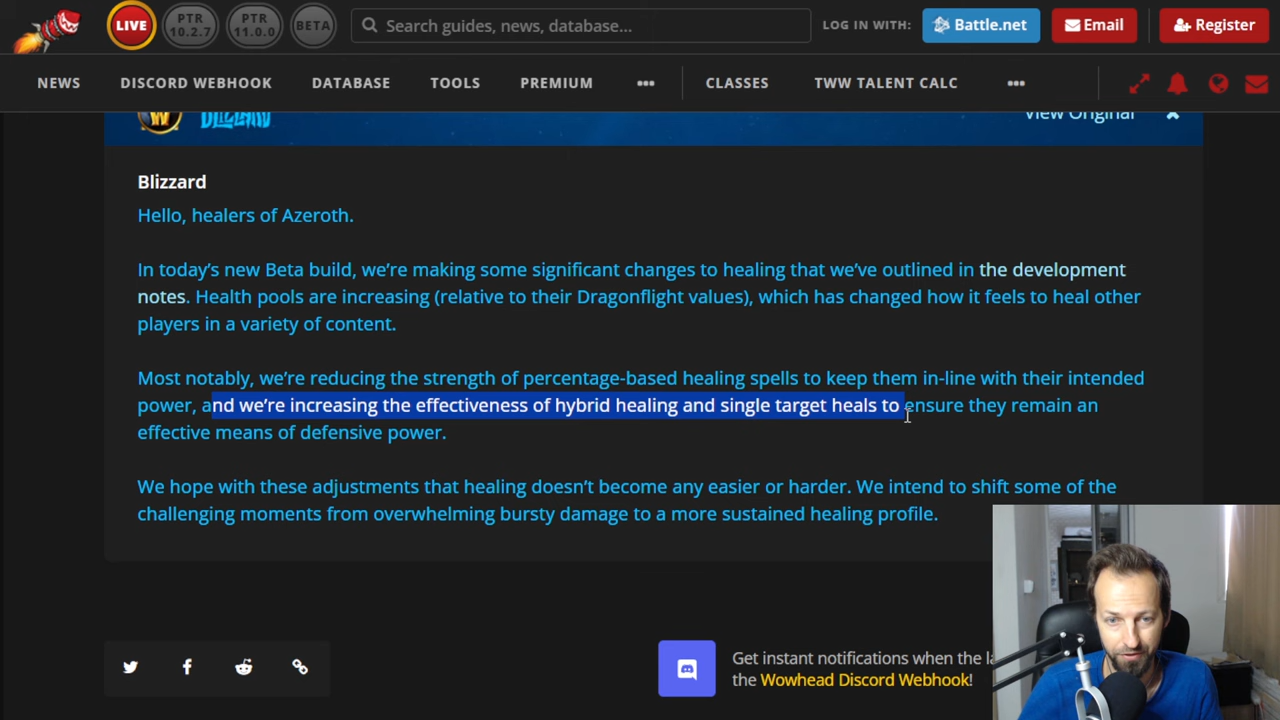 LIVE
PTR 10.2.7
PTR 11.0.0
BETA
Search guides, news, database...
LOG IN WITH:
Battle.net
Email
Register
NEWS
DISCORD WEBHOOK
DATABASE
TOOLS
PREMIUM
•••
CLASSES
TWW TALENT CALC
•••
W
BLIZZARD
View Original
Blizzard
Hello, healers of Azeroth.
In today’s new Beta build, we’re making some significant changes to healing that we’ve outlined in the development
notes. Health pools are increasing (relative to their Dragonflight values), which has changed how it feels to heal other
players in a variety of content.
Most notably, we’re reducing the strength of percentage-based healing spells to keep them in-line with their intended
power, and we’re increasing the effectiveness of hybrid healing and single target heals to ensure they remain an
effective means of defensive power.
We hope with these adjustments that healing doesn’t become any easier or harder. We intend to shift some of the
challenging moments from overwhelming bursty damage to a more sustained healing profile.
Get instant notifications when the la
the Wowhead Discord Webhook!